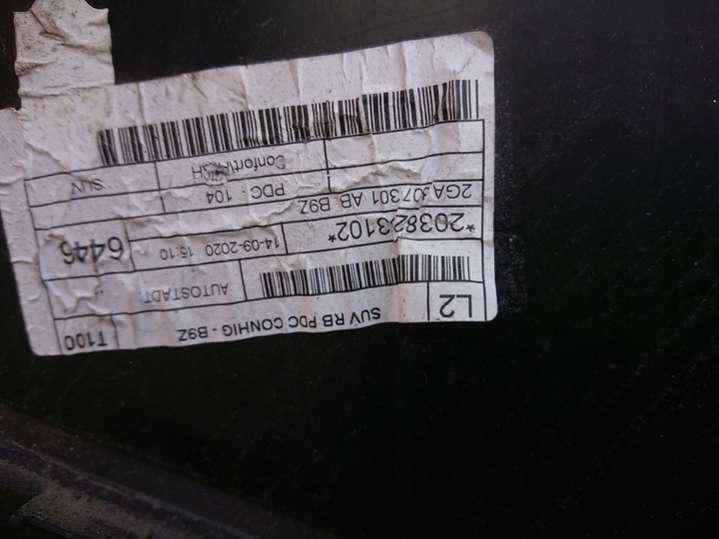 L2 SUV RB PDC CONHIG - B9Z T100
AUTOSTADT
*203823102* 14-09-2020 15:10 6446
2GA 807301 AB B9Z PDC - 104 SUV